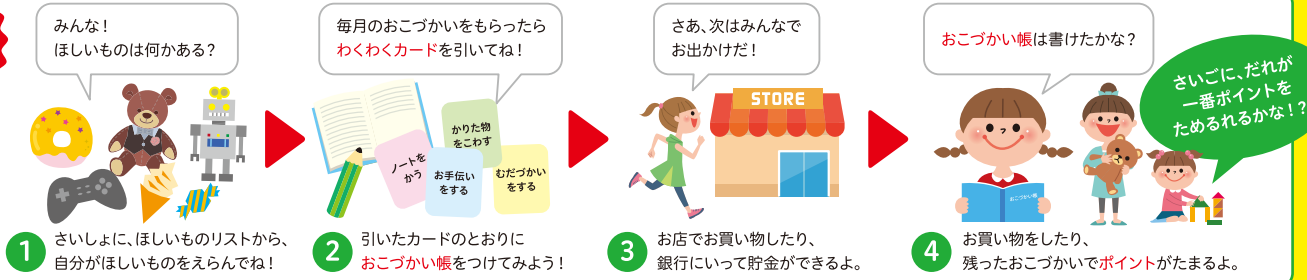 みんな！
ほしいものは何かある？
毎月のおこづかいをもらったら
わくわくカードを引いてね！
さあ、次はみんなで
お出かけだ！
おこづかい帳は書けたかな？
さいごに、だれが
一番ポイントを
ためるれるかな！？
かりた物
をこわす
ノートを
かう
お手伝い
をする
むだづかい
をする
STORE
おこづかい帳
1 さいしょに、ほしいものリストから、
自分がほしいものをえらんでね！
2 引いたカードのとおりに
おこづかい帳をつけてみよう！
3 お店でお買い物したり、
銀行にいって貯金ができるよ。
4 お買い物をしたり、
残ったおこづかいでポイントがたまるよ。